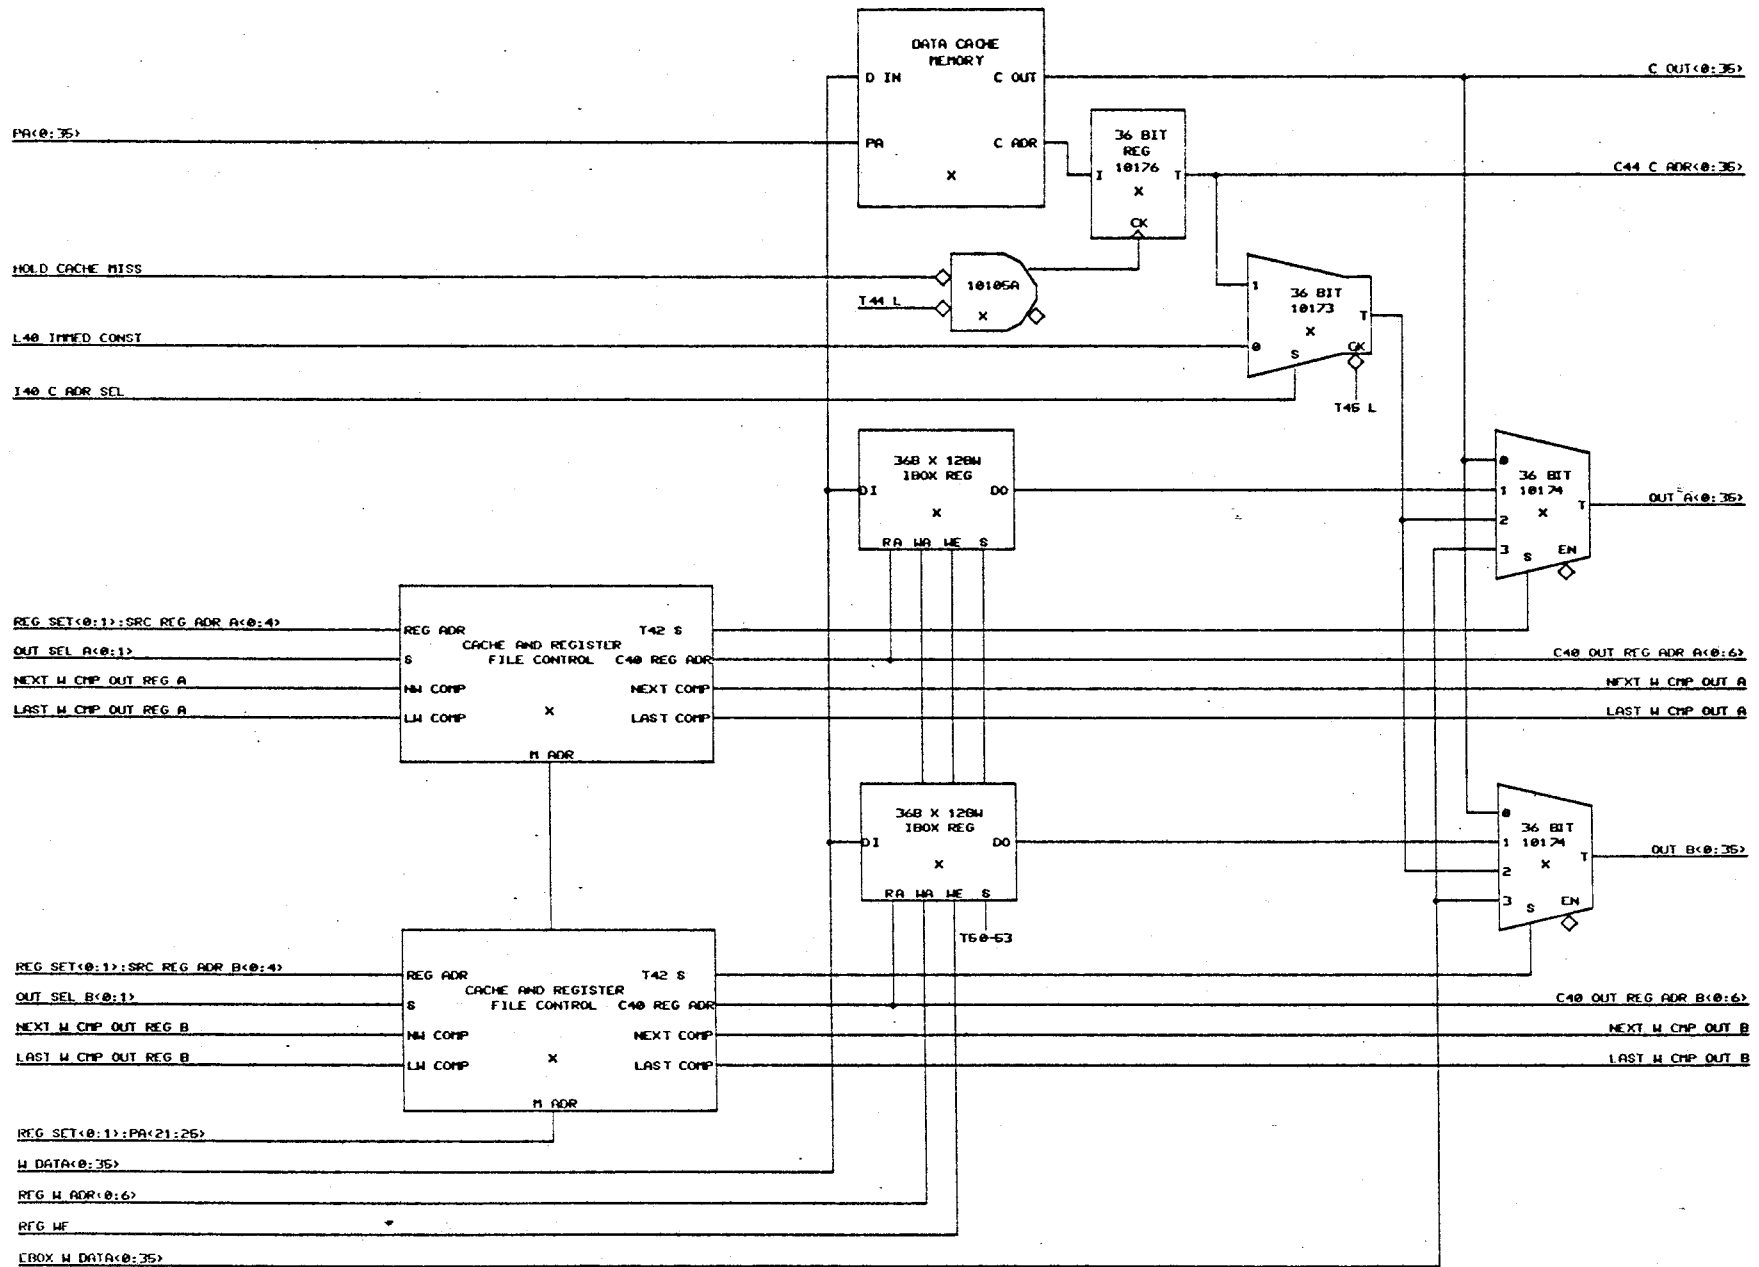 DATA CACHE
MEMORY
D IN
C OUT
C OUT<0:35>
PA<0:35>
PA
C ADR
X
36 BIT
REG
10176
I
T
X
CK
C44 C ADR<0:35>
HOLD CACHE MISS
T44 L
10105A
X
L40 IMMED CONST
I40 C ADR SEL
1
36 BIT
10173
X
T
0
S
CK
T45 L
36B X 128W
IBOX REG
DI
DO
X
RA WA WE S
0
36 BIT
1
10174
2
X
T
3
S
EN
OUT A<0:35>
REG SET<0:1>:SRC REG ADR A<0:4>
REG ADR
T42 S
CACHE AND REGISTER
OUT SEL A<0:1>
S
FILE CONTROL
C40 REG ADR
C40 OUT REG ADR A<0:6>
NEXT W CMP OUT REG A
NW COMP
NEXT COMP
NEXT W CMP OUT A
LAST W CMP OUT REG A
LW COMP
X
LAST COMP
LAST W CMP OUT A
M ADR
36B X 128W
IBOX REG
DI
DO
X
RA WA WE S
T50-53
0
36 BIT
1
10174
2
X
T
3
S
EN
OUT B<0:35>
REG SET<0:1>:SRC REG ADR B<0:4>
REG ADR
T42 S
CACHE AND REGISTER
OUT SEL B<0:1>
S
FILE CONTROL
C40 REG ADR
C40 OUT REG ADR B<0:6>
NEXT W CMP OUT REG B
NW COMP
NEXT COMP
NEXT W CMP OUT B
LAST W CMP OUT REG B
LW COMP
X
LAST COMP
LAST W CMP OUT B
M ADR
REG SET<0:1>:PA<21:25>
W DATA<0:35>
REG W ADR<0:6>
REG WE
EBOX W DATA<0:35>